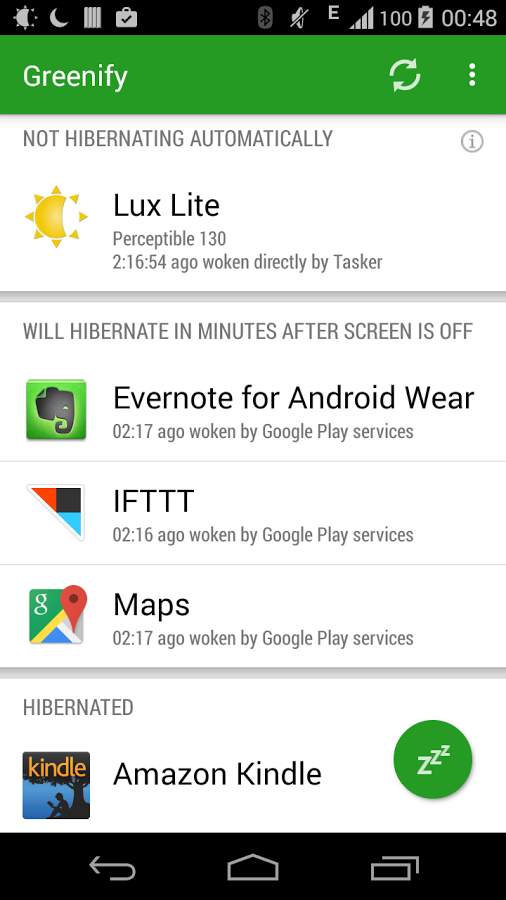 E 100 00:48
Greenify
NOT HIBERNATING AUTOMATICALLY
Lux Lite
Perceptible 130
2:16:54 ago woken directly by Tasker
WILL HIBERNATE IN MINUTES AFTER SCREEN IS OFF
Evernote for Android Wear
02:17 ago woken by Google Play services
IFTTT
02:16 ago woken by Google Play services
g
Maps
02:17 ago woken by Google Play services
HIBERNATED
kindle
Amazon Kindle
zzz